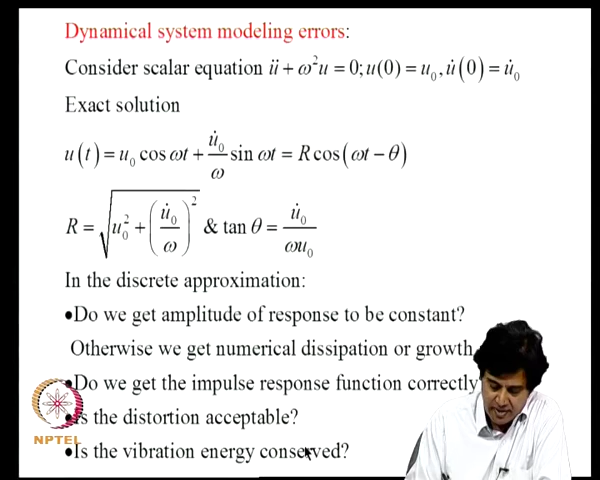 Dynamical system modeling errors:
Consider scalar equation ü + ω²u = 0; u(0) = u₀, u̇(0) = u̇₀
Exact solution
u(t) = u₀ cos ωt + u̇₀/ω sin ωt = R cos(ωt − θ)
R = √(u₀² + (u̇₀/ω)²) & tan θ = u̇₀/ωu₀
In the discrete approximation:
•Do we get amplitude of response to be constant?
Otherwise we get numerical dissipation or growth
•Do we get the impulse response function correctly
•Is the distortion acceptable?
•Is the vibration energy conserved?
NPTEL